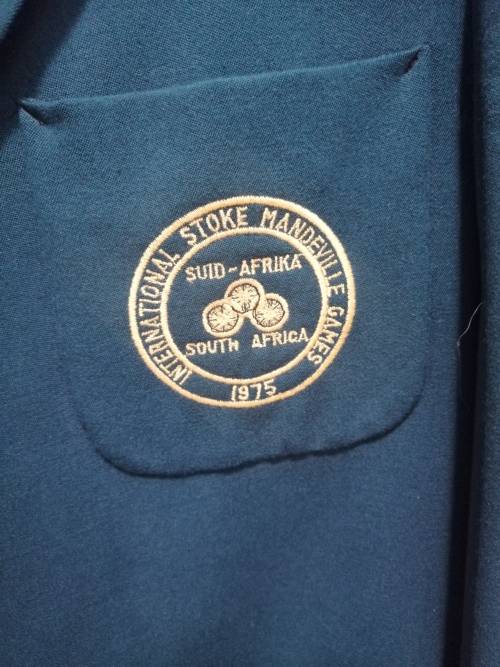 INTERNATIONAL STOKE MANDEVILLE GAMES
SUID-AFRIKA
SOUTH AFRICA
1975